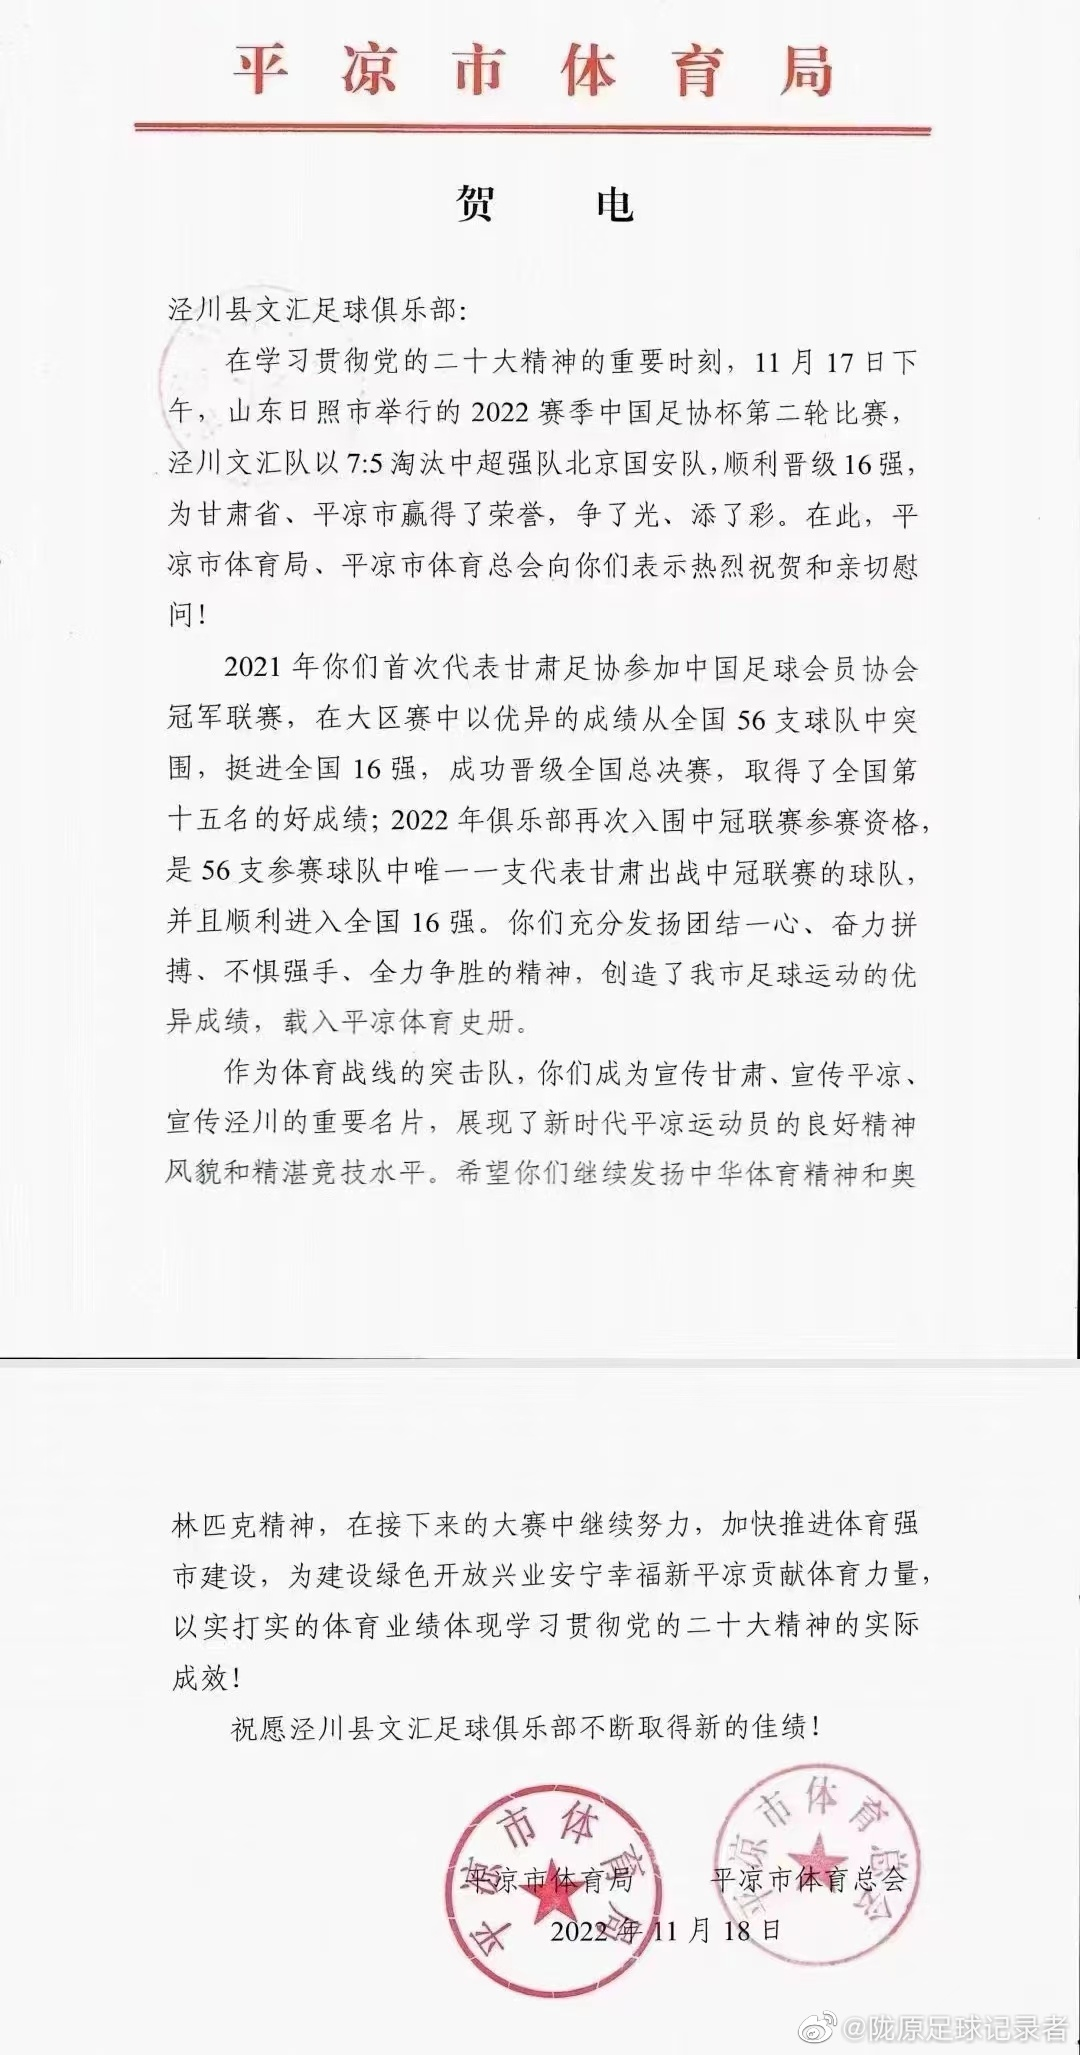 平凉市体育局
贺电
泾川县文汇足球俱乐部：
在学习贯彻党的二十大精神的重要时刻，11月17日下
午，山东日照市举行的2022赛季中国足协杯第二轮比赛，
泾川文汇队以7:5淘汰中超强队北京国安队，顺利晋级16强，
为甘肃省、平凉市赢得了荣誉，争了光、添了彩。在此，平
凉市体育局、平凉市体育总会向你们表示热烈祝贺和亲切慰
问！
2021年你们首次代表甘肃足协参加中国足球会员协会
冠军联赛，在大区赛中以优异的成绩从全国56支球队中突
围，挺进全国16强，成功晋级全国总决赛，取得了全国第
十五名的好成绩；2022年俱乐部再次入围中冠联赛参赛资格，
是56支参赛球队中唯一一支代表甘肃出战中冠联赛的球队，
并且顺利进入全国16强。你们充分发扬团结一心、奋力拼
搏、不惧强手、全力争胜的精神，创造了我市足球运动的优
异成绩，载入平凉体育史册。
作为体育战线的突击队，你们成为宣传甘肃、宣传平凉、
宣传泾川的重要名片，展现了新时代平凉运动员的良好精神
风貌和精湛竞技水平。希望你们继续发扬中华体育精神和奥
林匹克精神，在接下来的大赛中继续努力，加快推进体育强
市建设，为建设绿色开放兴业安宁幸福新平凉贡献体育力量，
以实打实的体育业绩体现学习贯彻党的二十大精神的实际
成效！
祝愿泾川县文汇足球俱乐部不断取得新的佳绩！
平凉市体育局
平凉市体育总会
平凉市体育局 平凉市体育总会
2022年11月18日
@陇原足球记录者